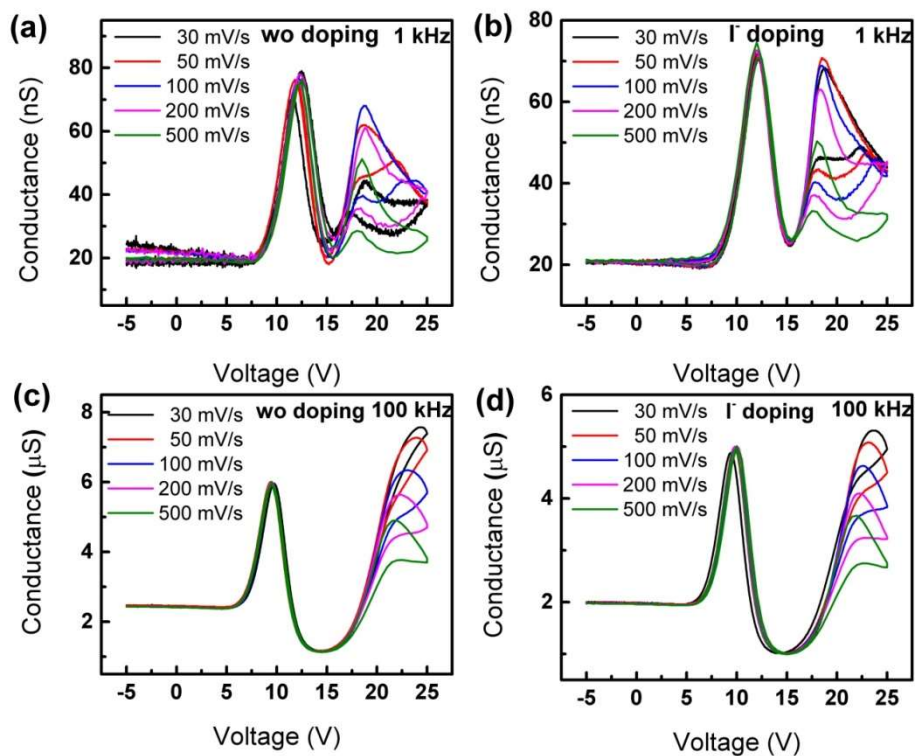 (a)
wo doping 1 kHz
30 mV/s
50 mV/s
100 mV/s
200 mV/s
500 mV/s
Conductance (nS)
80
60
40
20
-5 0 5 10 15 20 25
Voltage (V)
(b)
I⁻ doping 1 kHz
30 mV/s
50 mV/s
100 mV/s
200 mV/s
500 mV/s
Conductance (nS)
80
60
40
20
-5 0 5 10 15 20 25
Voltage (V)
(c)
wo doping 100 kHz
30 mV/s
50 mV/s
100 mV/s
200 mV/s
500 mV/s
Conductance (μS)
8
6
4
2
-5 0 5 10 15 20 25
Voltage (V)
(d)
I⁻ doping 100 kHz
30 mV/s
50 mV/s
100 mV/s
200 mV/s
500 mV/s
Conductance (μS)
6
4
2
-5 0 5 10 15 20 25
Voltage (V)